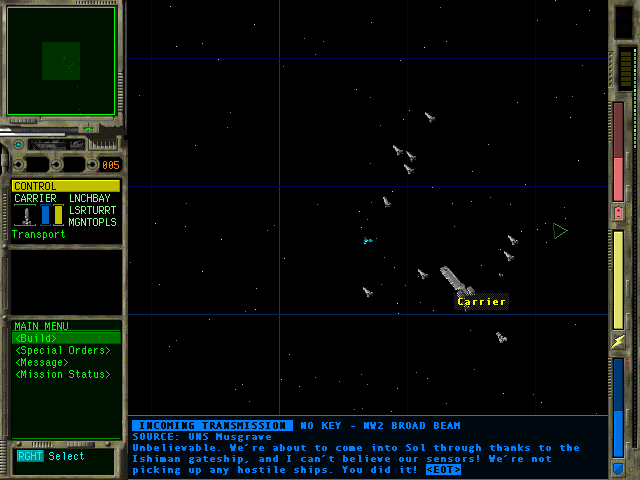 005
CONTROL
CARRIER LNCHBAY
LSRTURRT
MGNTOPLS
Transport
Carrier
MAIN MENU
<Build>
<Special Orders>
<Message>
<Mission Status>
RGHT Select
INCOMING TRANSMISSION NO KEY - NW2 BROAD BEAM
SOURCE: UNS Musgrave
Unbelievable. We're about to come into Sol through thanks to the
Ishiman gateship, and I can't believe our sensors! We're not
picking up any hostile ships. You did it! <EOT>